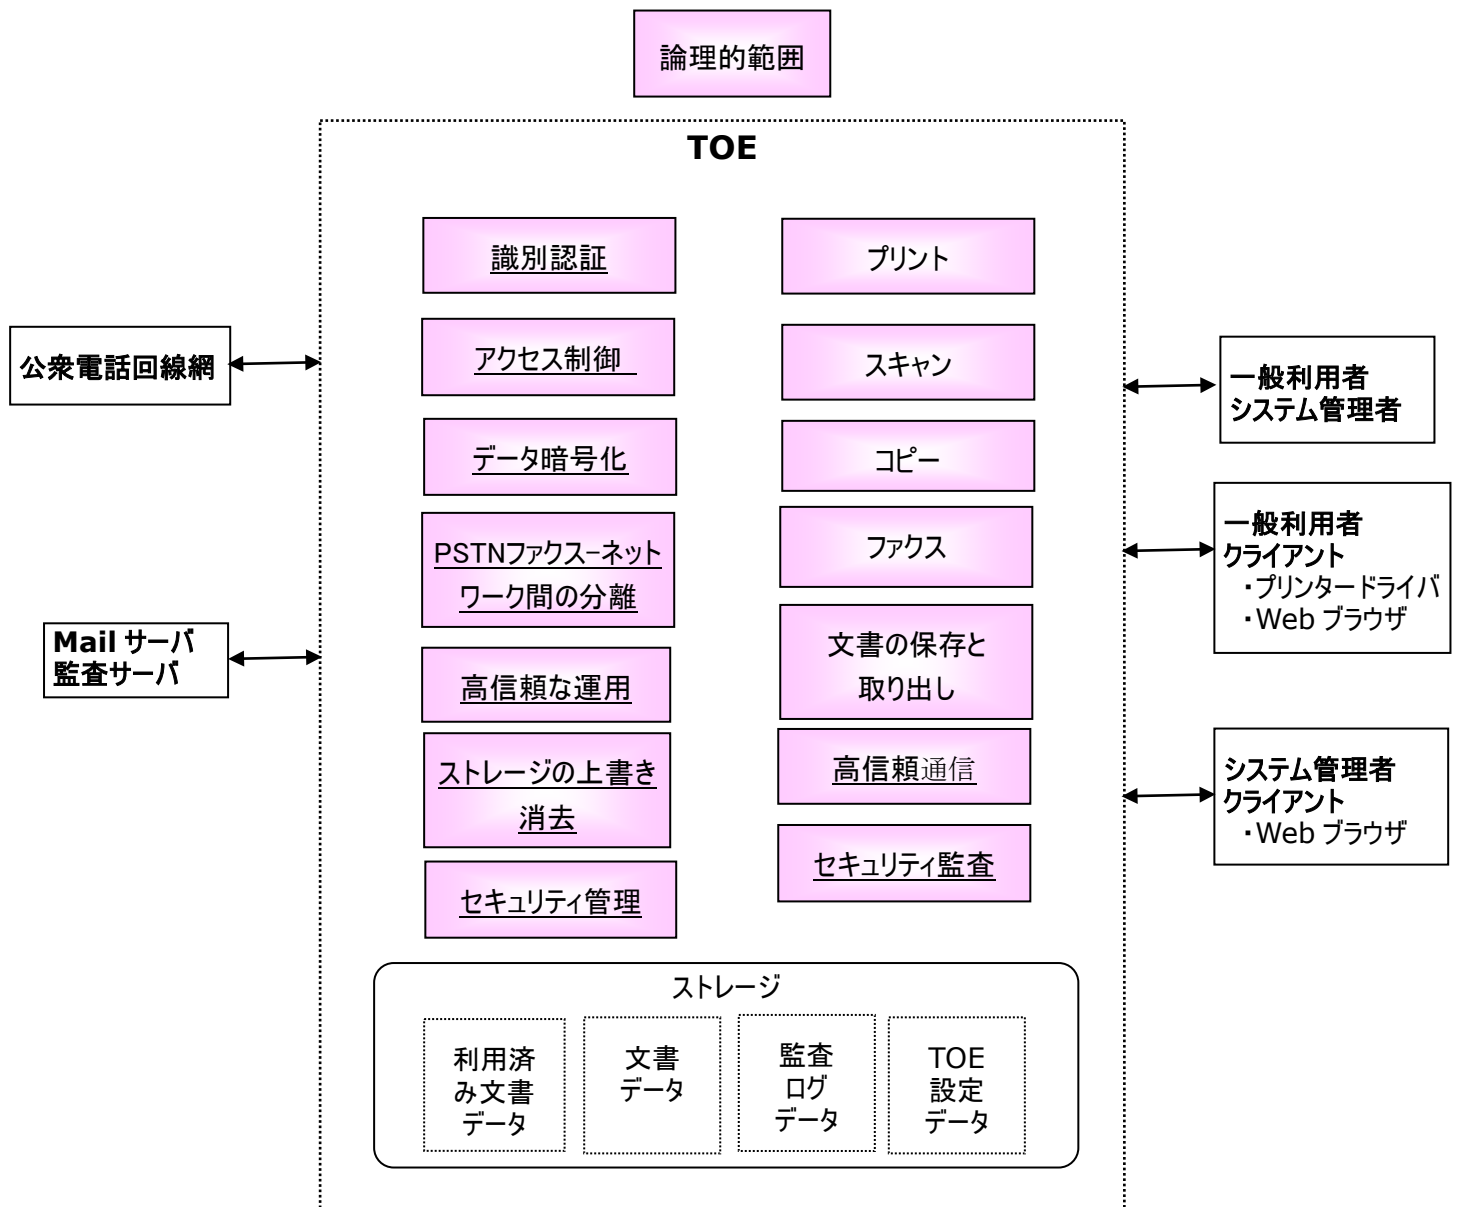 論理的範囲
TOE
識別認証
アクセス制御
データ暗号化
PSTNファクス-ネット
ワーク間の分離
高信頼な運用
ストレージの上書き
消去
セキュリティ管理
プリント
スキャン
コピー
ファクス
文書の保存と
取り出し
高信頼通信
セキュリティ監査
公衆電話回線網
Mail サーバ
監査サーバ
一般利用者
システム管理者
一般利用者
クライアント
・プリンタードライバ
・Web ブラウザ
システム管理者
クライアント
・Web ブラウザ
ストレージ
利用済
み文書
データ
文書
データ
監査
ログ
データ
TOE
設定
データ